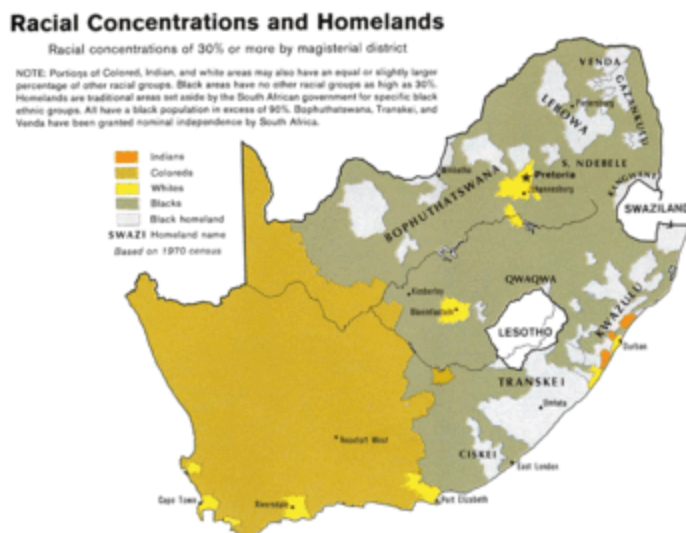 Racial Concentrations and Homelands
Racial concentrations of 30% or more by magisterial district
NOTE: Portions of Colored, Indian, and white areas may also have an equal or slightly larger
percentage of other racial groups. Black areas have no other racial groups as high as 30%.
Homelands are traditional areas set aside by the South African government for specific black
ethnic groups. All have a black population in excess of 90%. Bophuthatswana, Transkei, and
Venda have been granted nominal independence by South Africa.
Indians
Coloreds
Whites
Blacks
Black homeland
SWAZI Homeland name
Based on 1970 census
VENDA
GAZANKULU
LEBOWA
Pietersburg
S. NDEBELE
Pretoria
Johannesburg
KANGWANE
SWAZILAND
Mmabatho
BOPHUTHATSWANA
QWAQWA
Kimberley
Bloemfontein
LESOTHO
KWAZULU
Durban
TRANSKEI
Umtata
CISKEI
East London
Beaufort West
Cape Town
Riversdale
Port Elizabeth